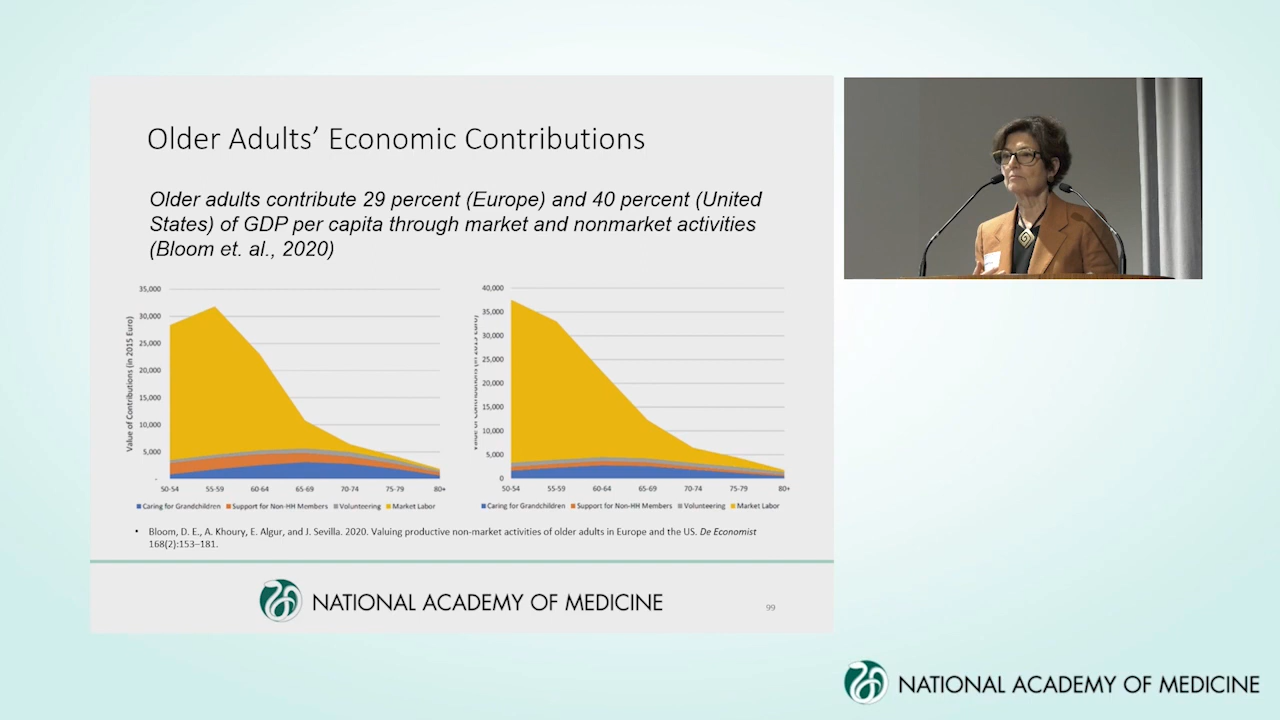 Older Adults' Economic Contributions
Older adults contribute 29 percent (Europe) and 40 percent (United
States) of GDP per capita through market and nonmarket activities
(Bloom et. al., 2020)
Value of Contributions (in 2015 Euro)
35,000
30,000
25,000
20,000
15,000
10,000
5,000
-
50-54 55-59 60-64 65-69 70-74 75-79 80+
Caring for Grandchildren Support for Non-HH Members Volunteering Market Labor
40,000
35,000
30,000
25,000
20,000
15,000
10,000
5,000
0
50-54 55-59 60-64 65-69 70-74 75-79 80+
Caring for Grandchildren Support for Non-HH Members Volunteering Market Labor
• Bloom, D. E., A. Khoury, E. Algur, and J. Sevilla. 2020. Valuing productive non-market activities of older adults in Europe and the US. De Economist
168(2):153–181.
NATIONAL ACADEMY OF MEDICINE
99
NATIONAL ACADEMY OF MEDICINE